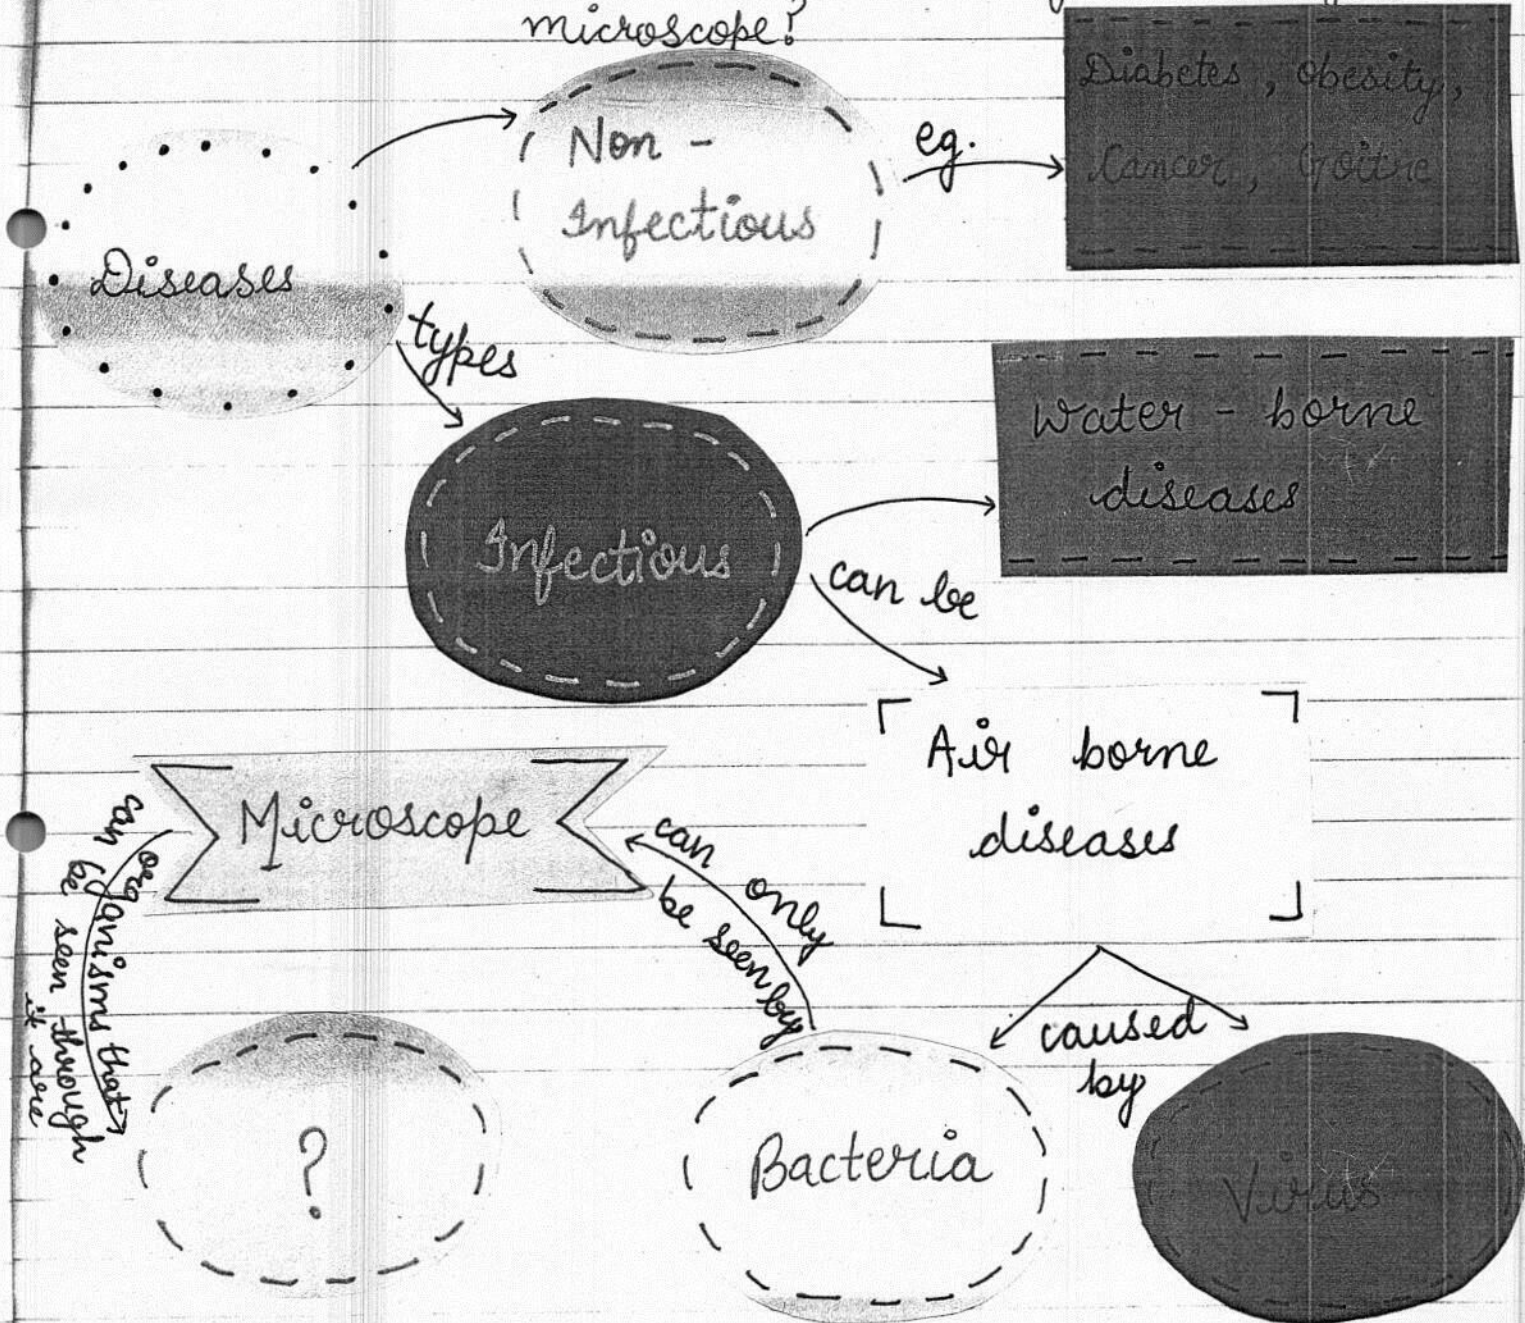 microscope?
Diabetes, obesity,
Cancer, Goitre
Non -
Infectious
eg.
Diseases
types
Water - borne
diseases
Infectious
can be
Air borne
diseases
Microscope
can only
be seen by
organisms that
can be seen through
it are
caused
by
?
Bacteria
Virus